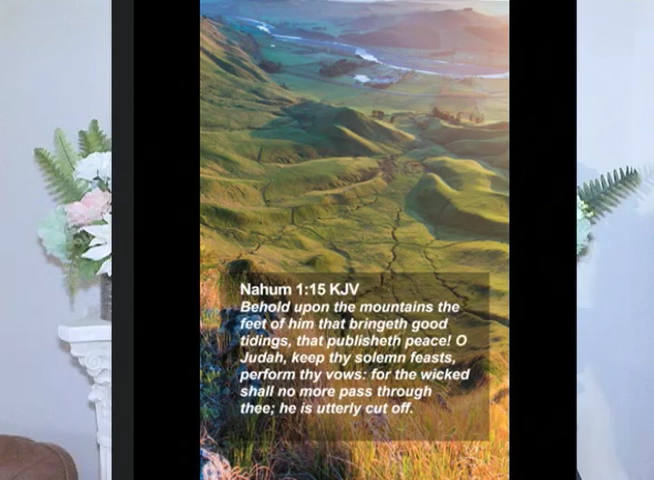 Nahum 1:15 KJV
Behold upon the mountains the
feet of him that bringeth good
tidings, that publisheth peace! O
Judah, keep thy solemn feasts,
perform thy vows: for the wicked
shall no more pass through
thee; he is utterly cut off.